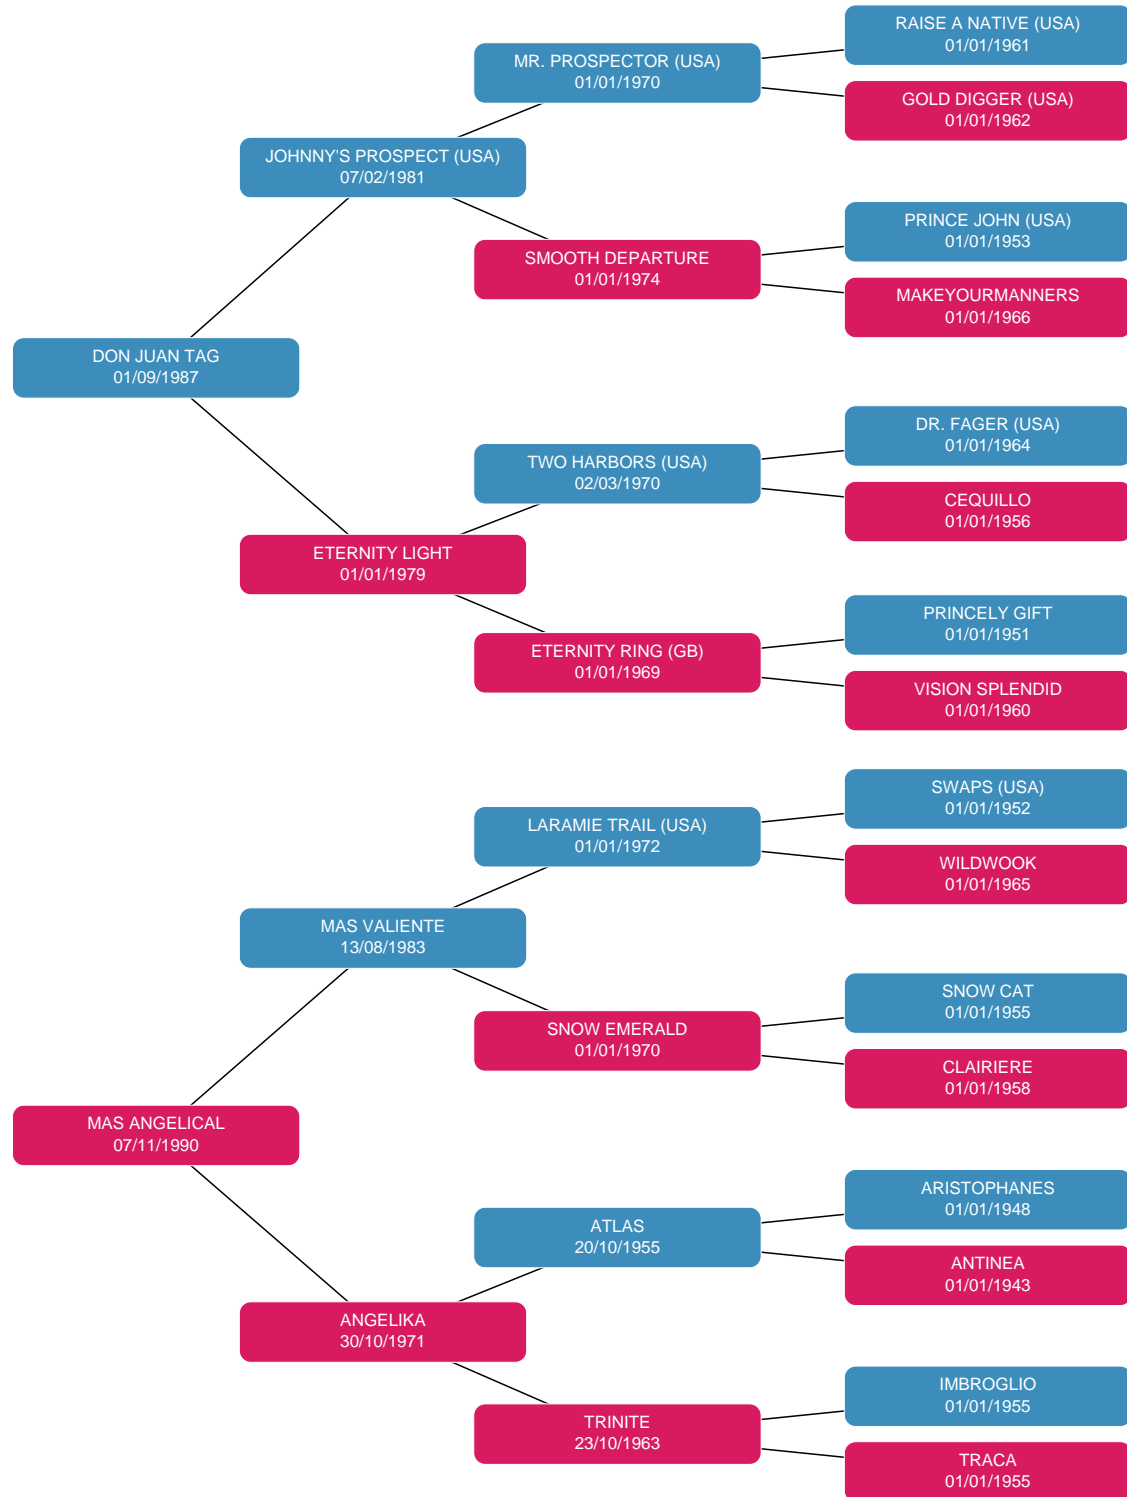 RAISE A NATIVE (USA)
01/01/1961
MR. PROSPECTOR (USA)
01/01/1970
GOLD DIGGER (USA)
01/01/1962
JOHNNY'S PROSPECT (USA)
07/02/1981
PRINCE JOHN (USA)
01/01/1953
SMOOTH DEPARTURE
01/01/1974
MAKEYOURMANNERS
01/01/1966
DON JUAN TAG
01/09/1987
DR. FAGER (USA)
01/01/1964
TWO HARBORS (USA)
02/03/1970
CEQUILLO
01/01/1956
ETERNITY LIGHT
01/01/1979
PRINCELY GIFT
01/01/1951
ETERNITY RING (GB)
01/01/1969
VISION SPLENDID
01/01/1960
SWAPS (USA)
01/01/1952
LARAMIE TRAIL (USA)
01/01/1972
WILDWOOK
01/01/1965
MAS VALIENTE
13/08/1983
SNOW CAT
01/01/1955
SNOW EMERALD
01/01/1970
CLAIRIERE
01/01/1958
MAS ANGELICAL
07/11/1990
ARISTOPHANES
01/01/1948
ATLAS
20/10/1955
ANTINEA
01/01/1943
ANGELIKA
30/10/1971
IMBROGLIO
01/01/1955
TRINITE
23/10/1963
TRACA
01/01/1955